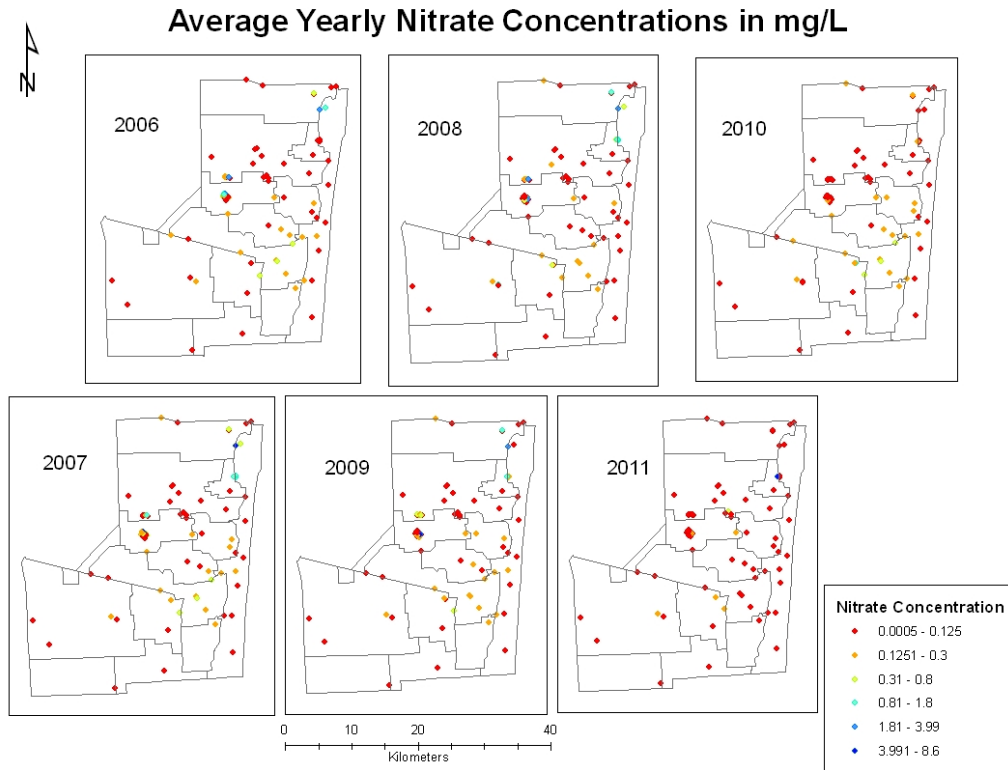 Average Yearly Nitrate Concentrations in mg/L
N
2006
2008
2010
2007
2009
2011
0 10 20 40
Kilometers
Nitrate Concentration
0.0005 - 0.125
0.1251 - 0.3
0.31 - 0.8
0.81 - 1.8
1.81 - 3.99
3.991 - 8.6